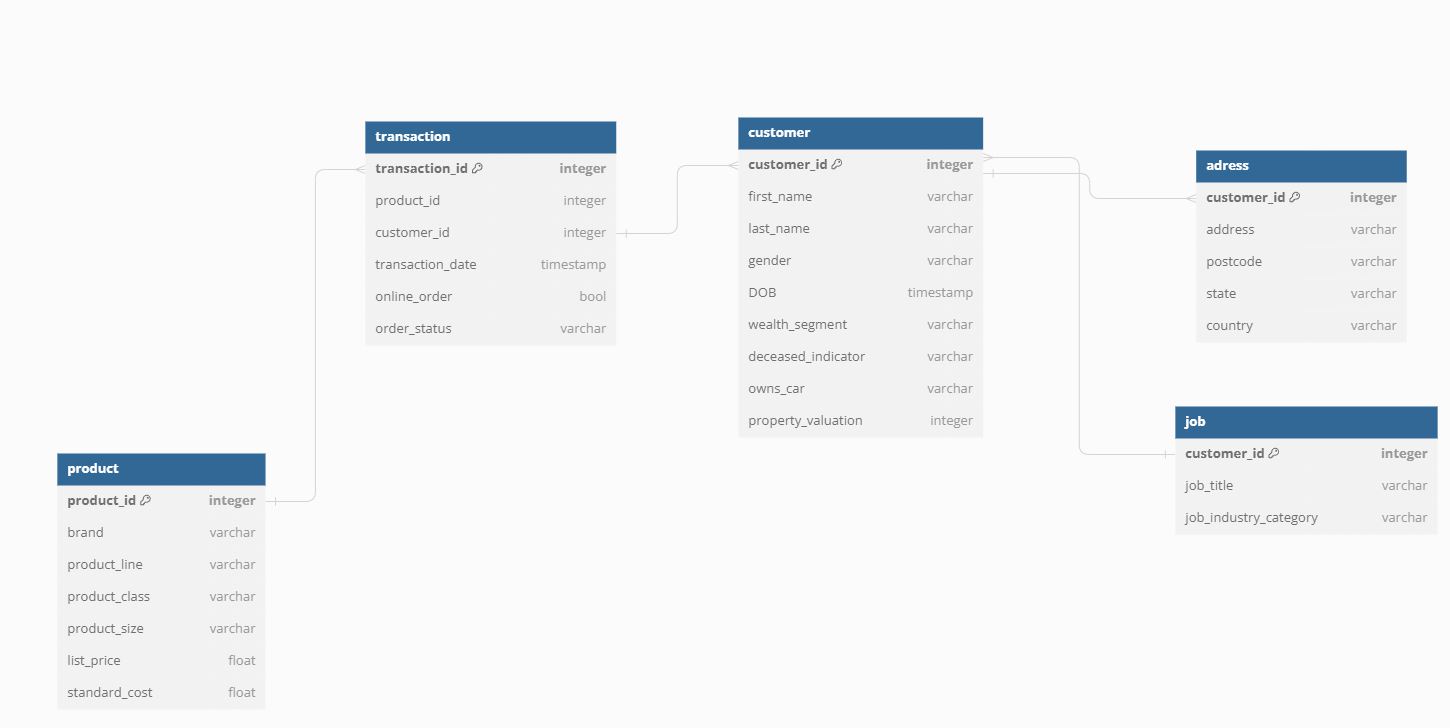 transaction
transaction_id integer
product_id integer
customer_id integer
transaction_date timestamp
online_order bool
order_status varchar
customer
customer_id integer
first_name varchar
last_name varchar
gender varchar
DOB timestamp
wealth_segment varchar
deceased_indicator varchar
owns_car varchar
property_valuation integer
adress
customer_id integer
address varchar
postcode varchar
state varchar
country varchar
job
customer_id integer
job_title varchar
job_industry_category varchar
product
product_id integer
brand varchar
product_line varchar
product_class varchar
product_size varchar
list_price float
standard_cost float